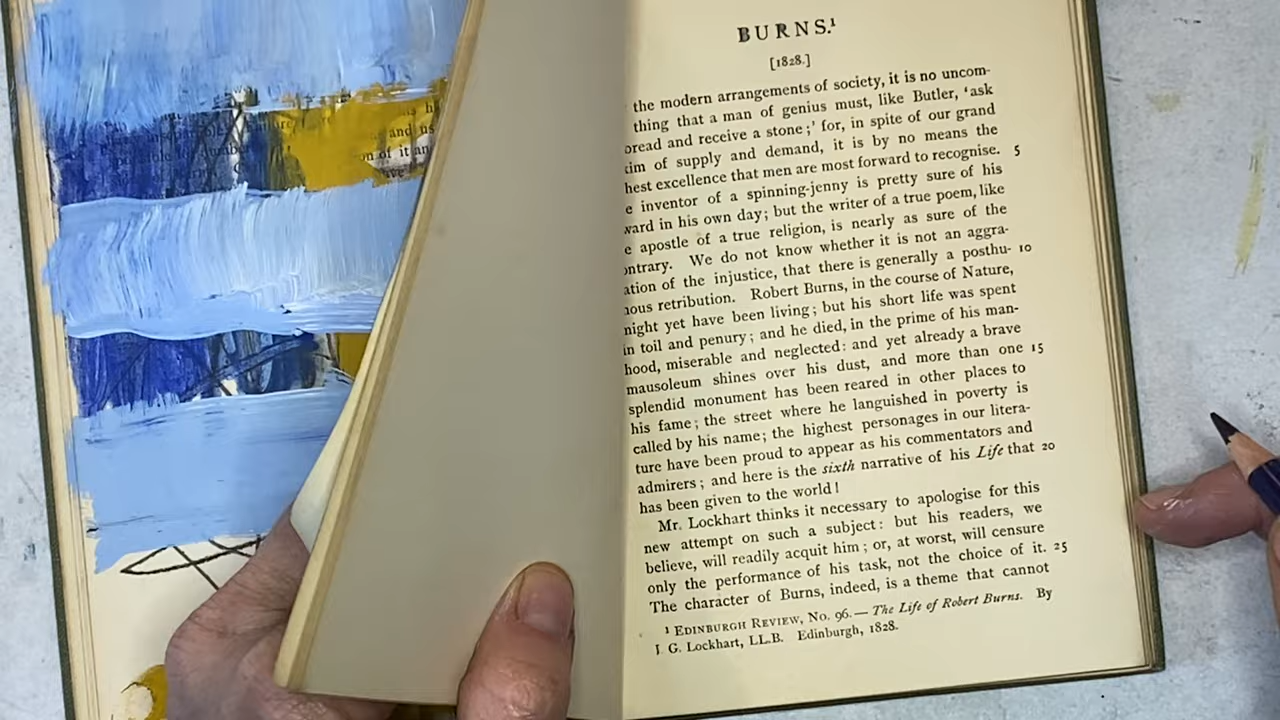 and us
of it an
BURNS.¹
[1828.]
the modern arrangements of society, it is no uncom-
thing that a man of genius must, like Butler, ‘ask
bread and receive a stone;’ for, in spite of our grand
of supply and demand, it is by no means the
excellence that men are most forward to recognise. 5
inventor of a spinning-jenny is pretty sure of his
in his own day; but the writer of a true poem, like
apostle of a true religion, is nearly as sure of the
ontrary. We do not know whether it is not an aggra-
ation of the injustice, that there is generally a posthu- 10
ous retribution. Robert Burns, in the course of Nature,
might yet have been living; but his short life was spent
in toil and penury; and he died, in the prime of his man-
hood, miserable and neglected: and yet already a brave
mausoleum shines over his dust, and more than one 15
splendid monument has been reared in other places to
his fame; the street where he languished in poverty is
called by his name; the highest personages in our litera-
ture have been proud to appear as his commentators and
admirers; and here is the sixth narrative of his Life that 20
has been given to the world!
Mr. Lockhart thinks it necessary to apologise for this
new attempt on such a subject: but his readers, we
believe, will readily acquit him; or, at worst, will censure
only the performance of his task, not the choice of it. 25
The character of Burns, indeed, is a theme that cannot
¹ EDINBURGH REVIEW, No. 96.—The Life of Robert Burns. By
J. G. Lockhart, LL.B. Edinburgh, 1828.